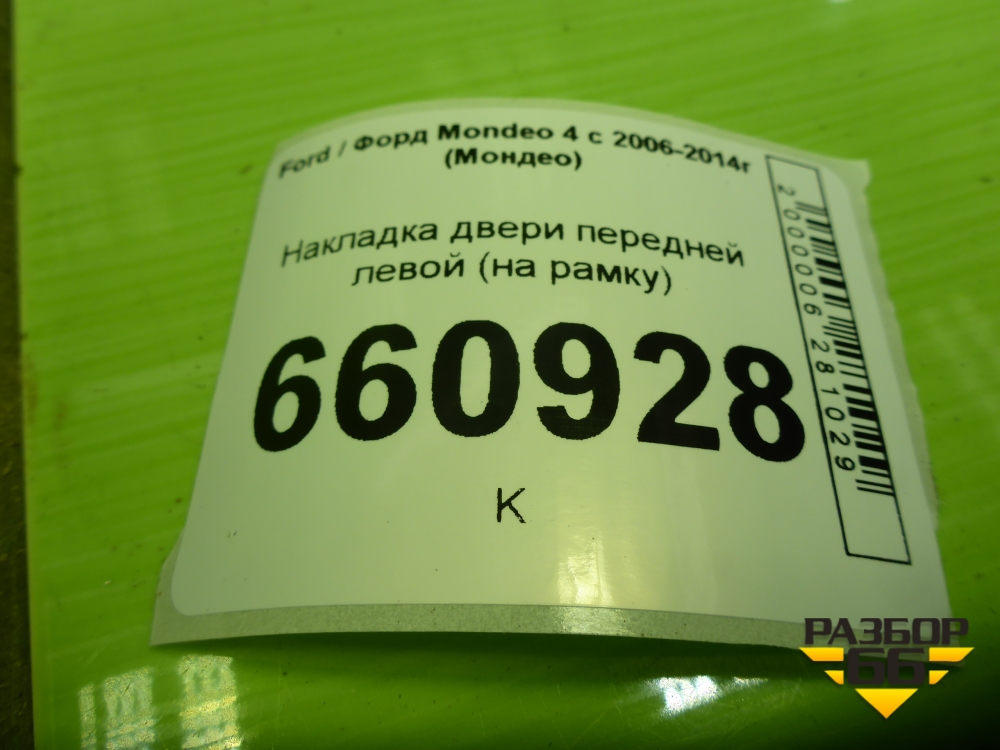 Ford / Форд Mondeo 4 с 2006-2014г
(Мондео)
Накладка двери передней
левой (на рамку)
660928
К
2000006281029
РАЗБОР
66